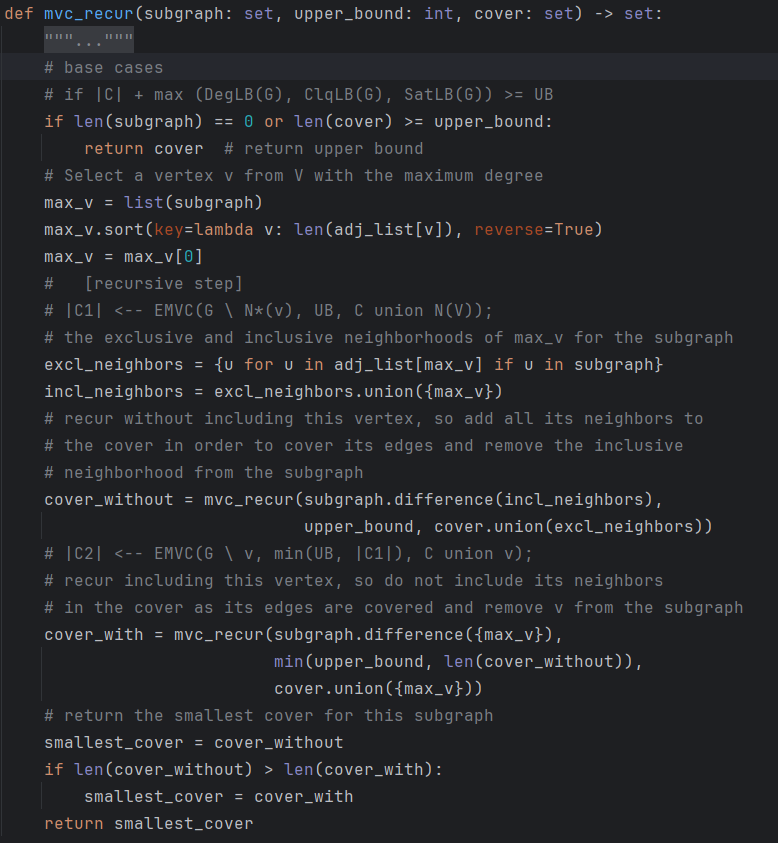 def mvc_recur(subgraph: set, upper_bound: int, cover: set) -> set:
    """..."""
    # base cases
    # if |C| + max (DegLB(G), ClqLB(G), SatLB(G)) >= UB
    if len(subgraph) == 0 or len(cover) >= upper_bound:
        return cover  # return upper bound
    # Select a vertex v from V with the maximum degree
    max_v = list(subgraph)
    max_v.sort(key=lambda v: len(adj_list[v]), reverse=True)
    max_v = max_v[0]
    #   [recursive step]
    # |C1| <-- EMVC(G \ N*(v), UB, C union N(V));
    # the exclusive and inclusive neighborhoods of max_v for the subgraph
    excl_neighbors = {u for u in adj_list[max_v] if u in subgraph}
    incl_neighbors = excl_neighbors.union({max_v})
    # recur without including this vertex, so add all its neighbors to
    # the cover in order to cover its edges and remove the inclusive
    # neighborhood from the subgraph
    cover_without = mvc_recur(subgraph.difference(incl_neighbors),
                              upper_bound, cover.union(excl_neighbors))
    # |C2| <-- EMVC(G \ v, min(UB, |C1|), C union v);
    # recur including this vertex, so do not include its neighbors
    # in the cover as its edges are covered and remove v from the subgraph
    cover_with = mvc_recur(subgraph.difference({max_v}),
                           min(upper_bound, len(cover_without)),
                           cover.union({max_v}))
    # return the smallest cover for this subgraph
    smallest_cover = cover_without
    if len(cover_without) > len(cover_with):
        smallest_cover = cover_with
    return smallest_cover